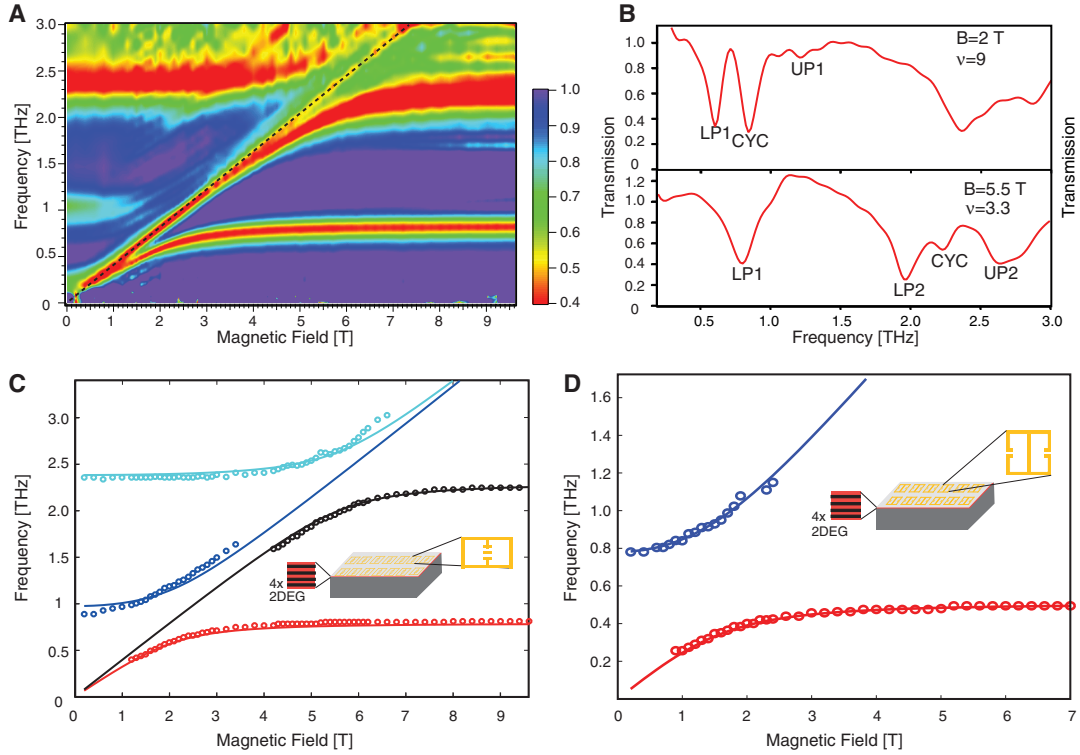 A
Frequency [THz]
3.0
2.5
2.0
1.5
1.0
0.5
0
0 1 2 3 4 5 6 7 8 9
Magnetic Field [T]
1.0
0.9
0.8
0.7
0.6
0.5
0.4
B
Transmission
1.0
0.8
0.6
0.4
0.2
0
B=2 T
ν=9
UP1
LP1 CYC
1.2
1.0
0.8
0.6
0.4
0.2
B=5.5 T
ν=3.3
LP1
LP2
CYC
UP2
0.5 1.0 1.5 2.0 2.5 3.0
Frequency [THz]
Transmission
C
Frequency [THz]
3.0
2.5
2.0
1.5
1
0.5
0
0 1 2 3 4 5 6 7 8 9
Magnetic Field [T]
4x
2DEG
D
Frequency [THz]
1.6
1.4
1.2
1.0
0.8
0.6
0.4
0.2
0 1 2 3 4 5 6 7
Magnetic Field [T]
4x
2DEG